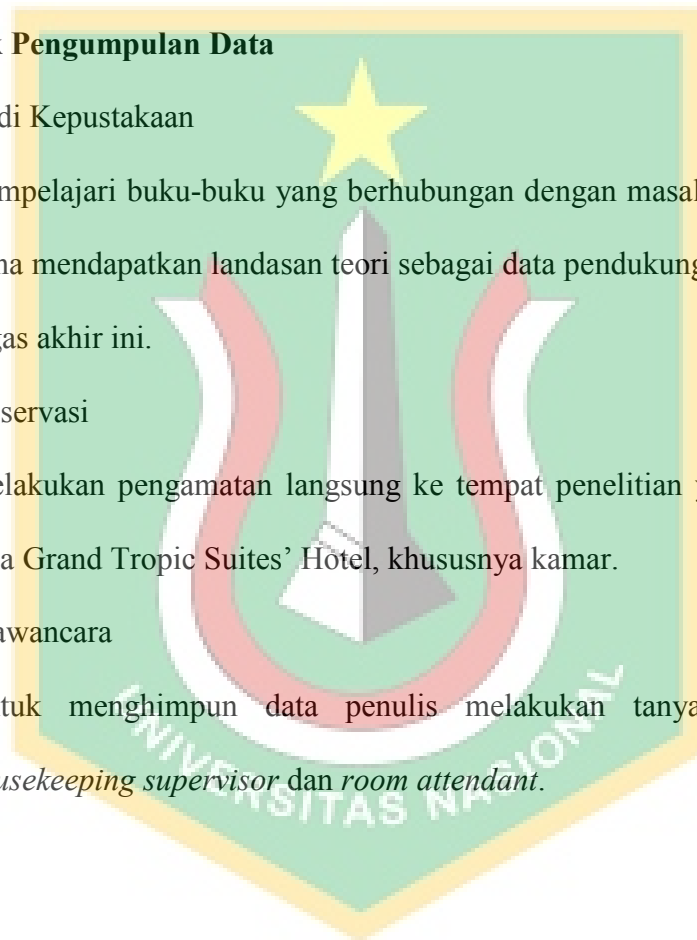 k Pengumpulan Data
di Kepustakaan
mpelajari buku-buku yang berhubungan dengan masal
na mendapatkan landasan teori sebagai data pendukung
gas akhir ini.
servasi
elakukan pengamatan langsung ke tempat penelitian y
a Grand Tropic Suites’ Hotel, khususnya kamar.
awancara
tuk menghimpun data penulis melakukan tanya
usekeeping supervisor dan room attendant.
UNIVERSITAS NASIONAL